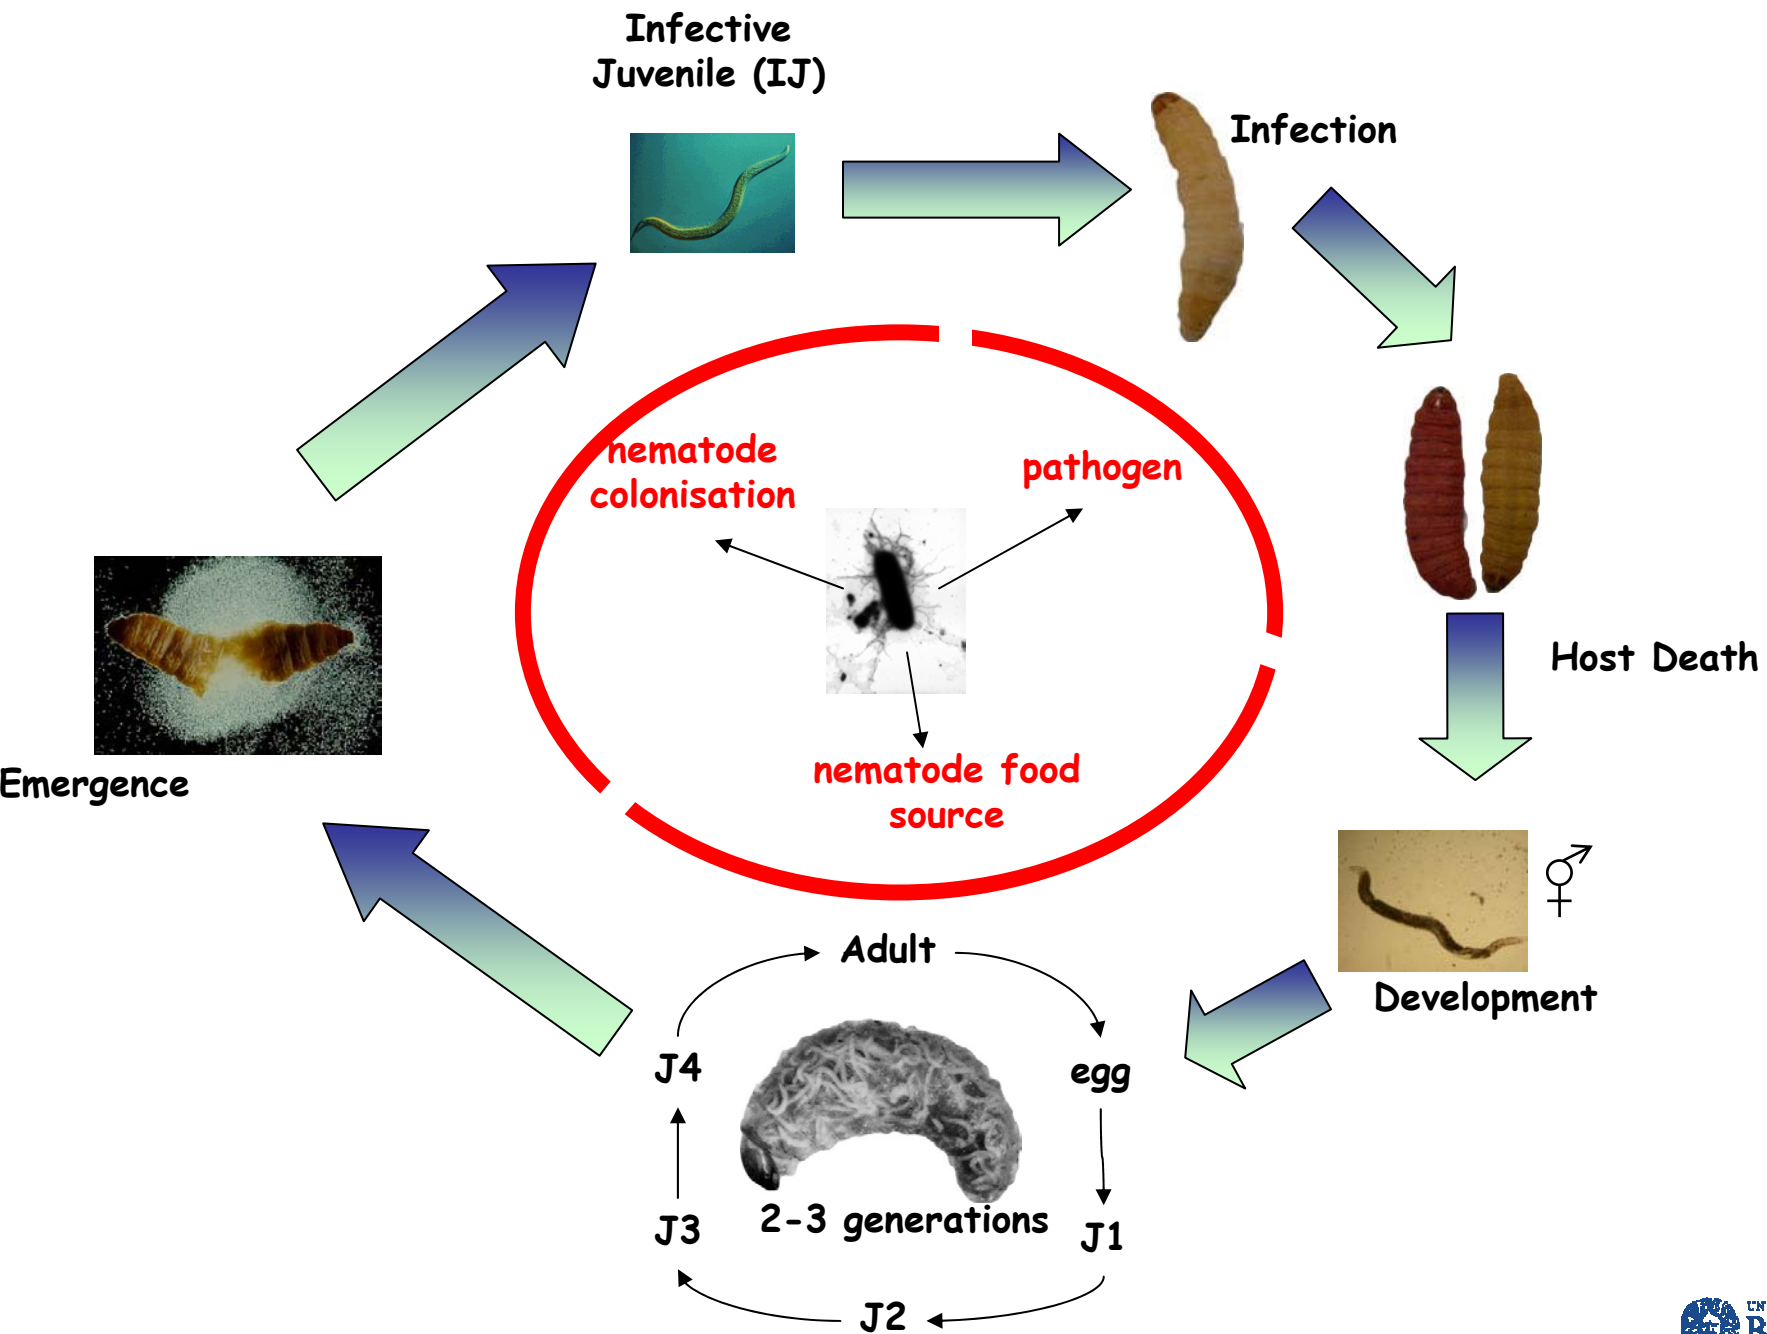 Infective
Juvenile (IJ)
Infection
nematode
colonisation
pathogen
Host Death
nematode food
source
Emergence
Adult
Development
J4
egg
2-3 generations
J3
J1
J2